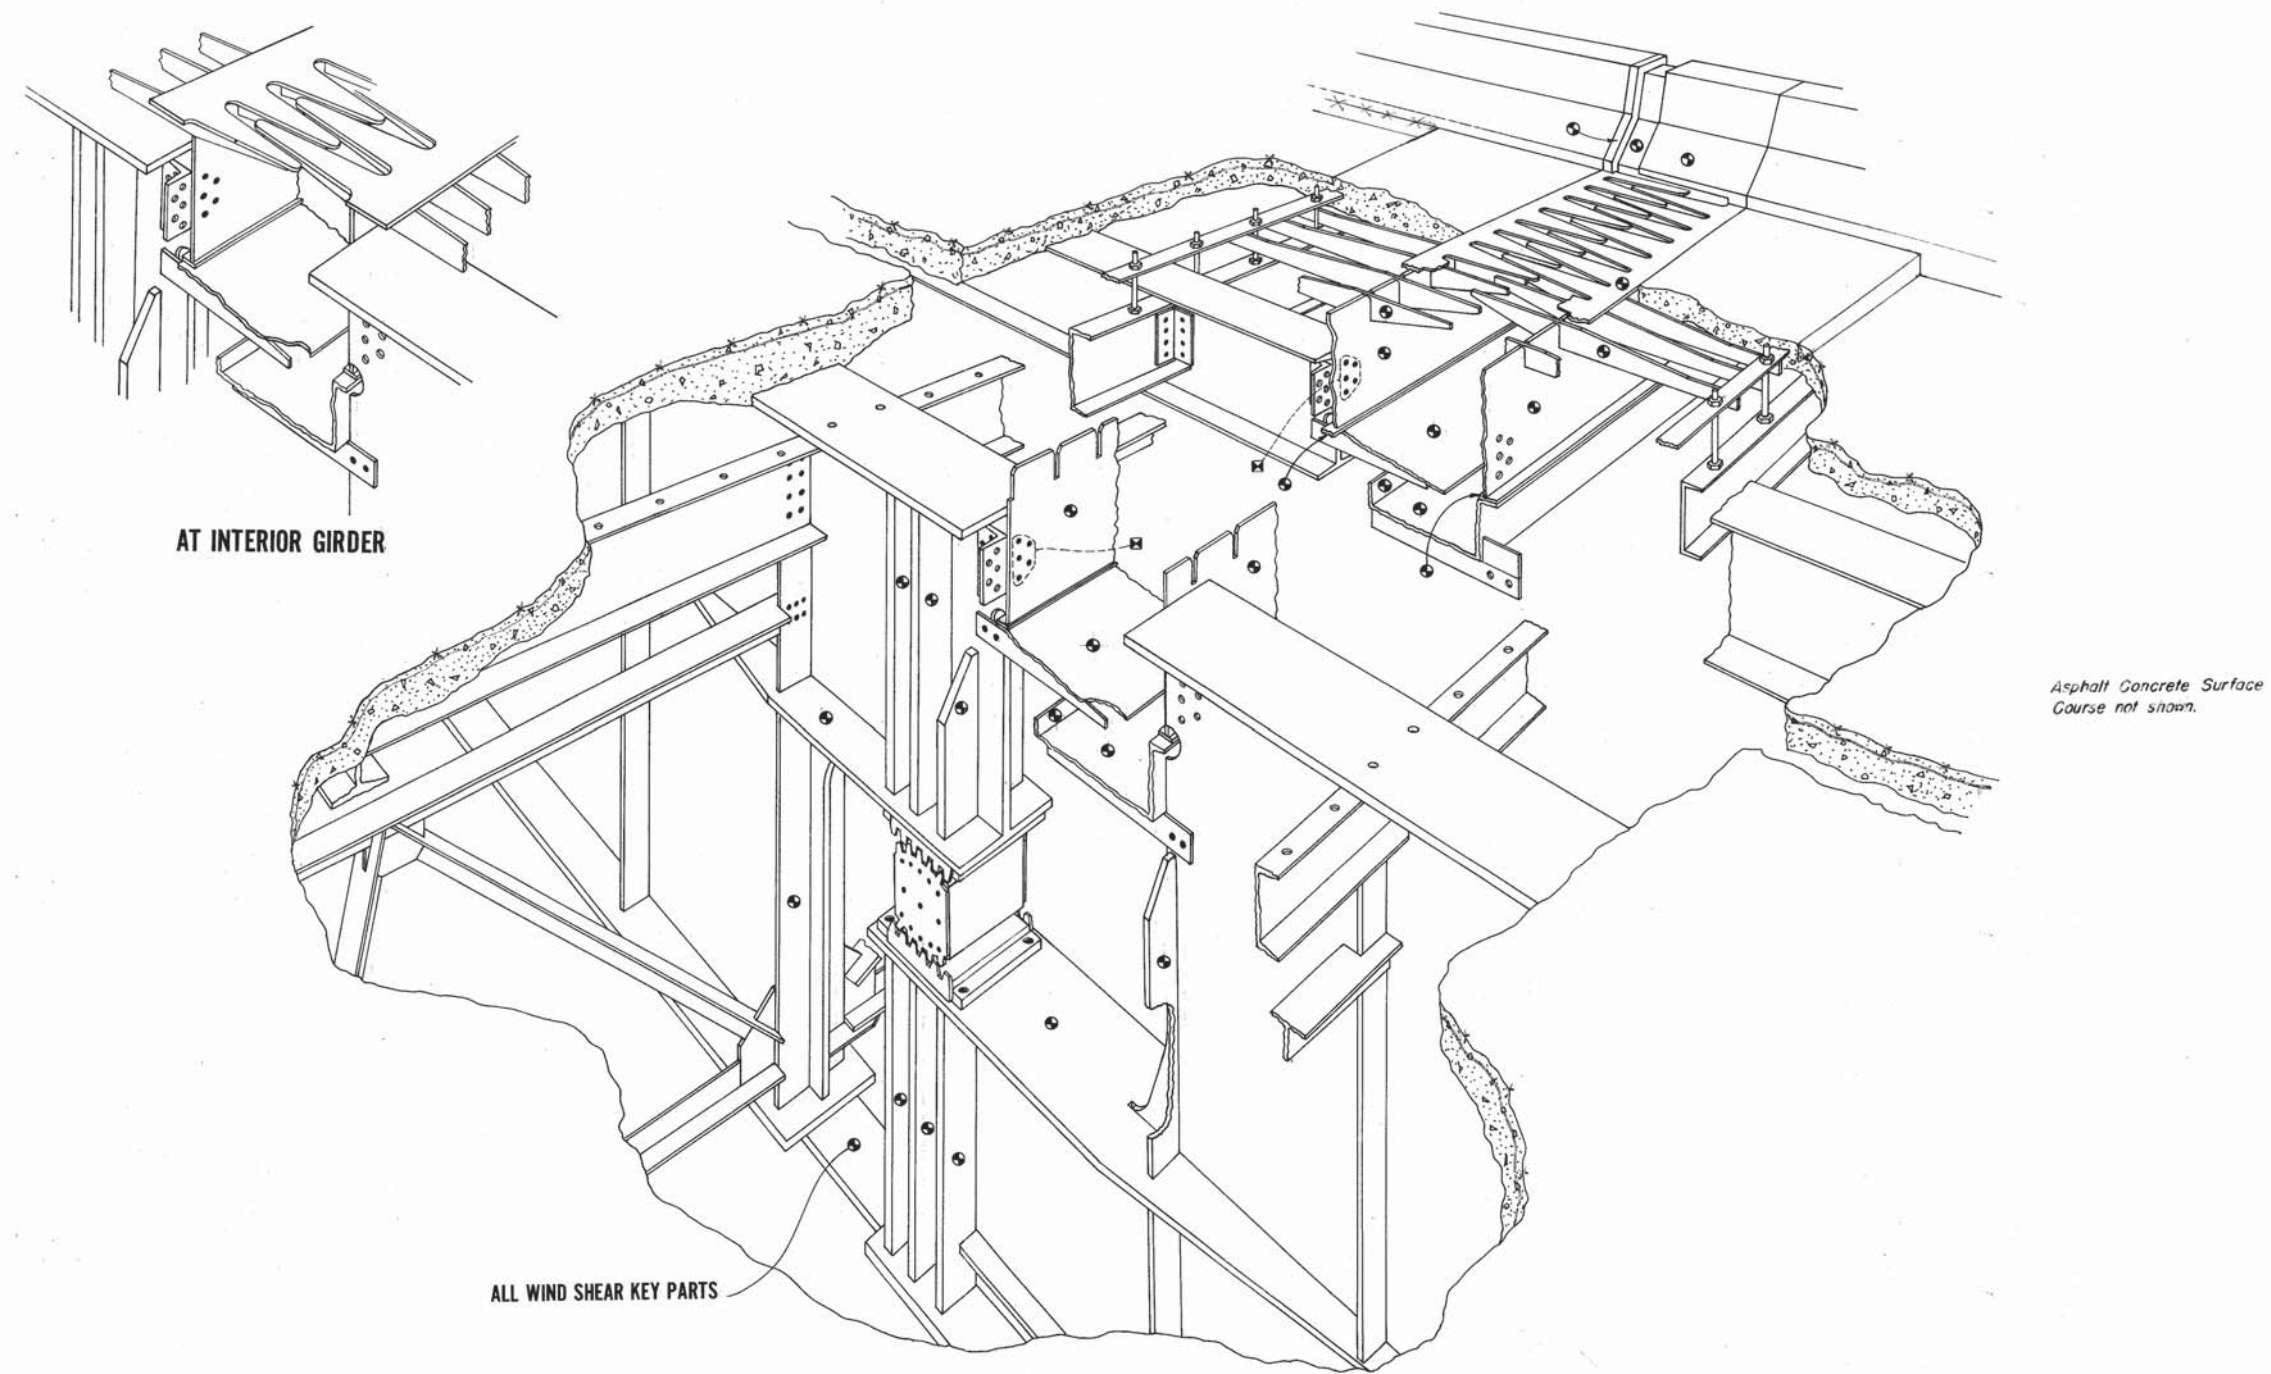 AT INTERIOR GIRDER
Asphalt Concrete Surface
Course not shown.
ALL WIND SHEAR KEY PARTS